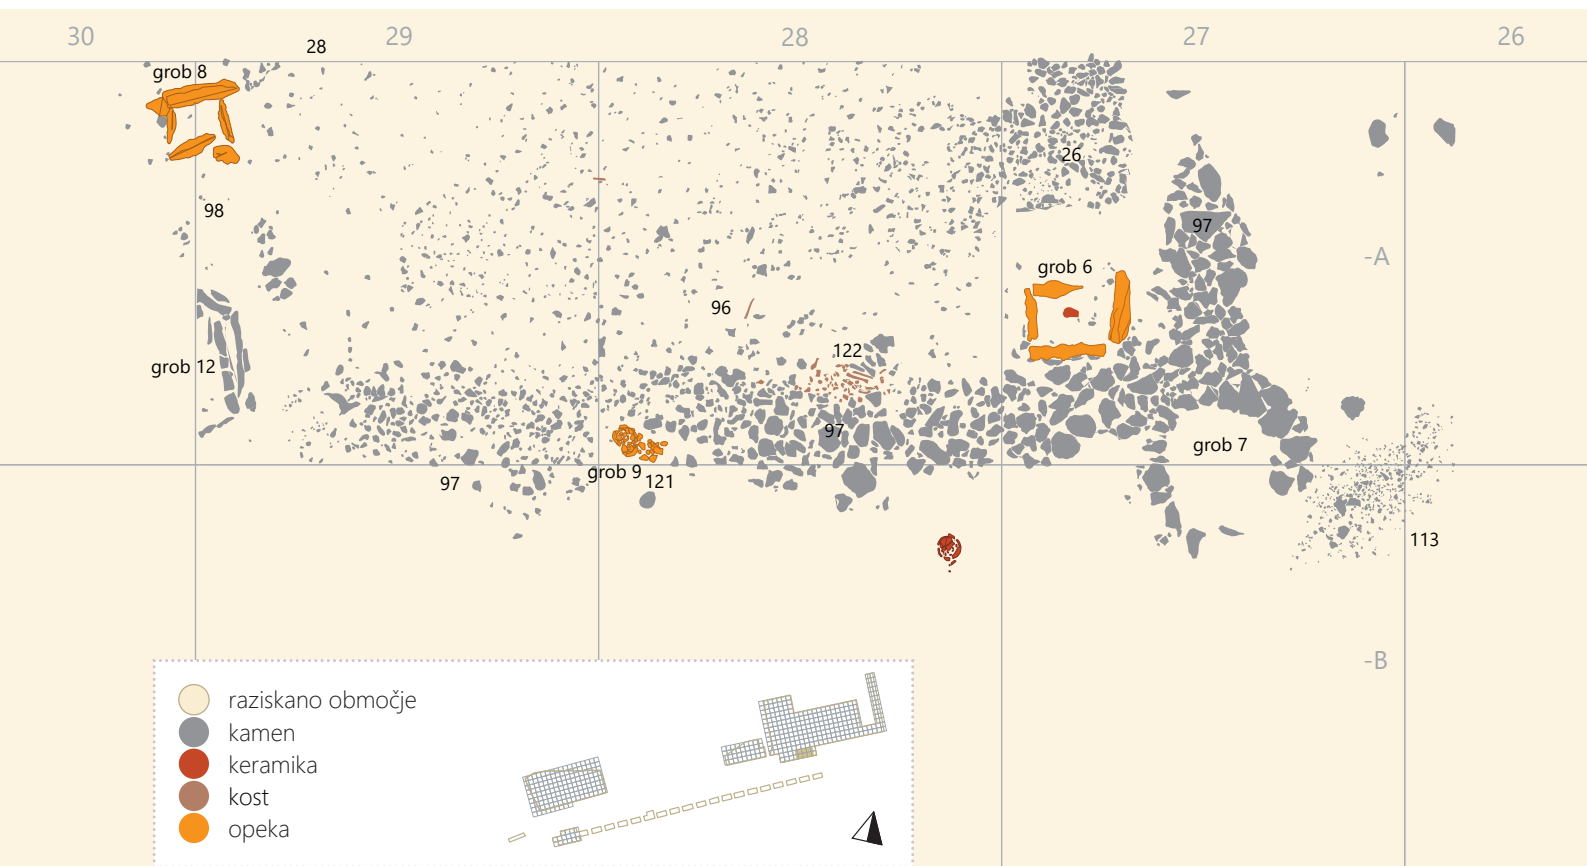 30 29 28 27 26
28
grob 8
26
98
97
-A
grob 6
96
122
grob 12
97
grob 7
grob 9
97
121
113
-B
raziskano območje
kamen
keramika
kost
opeka